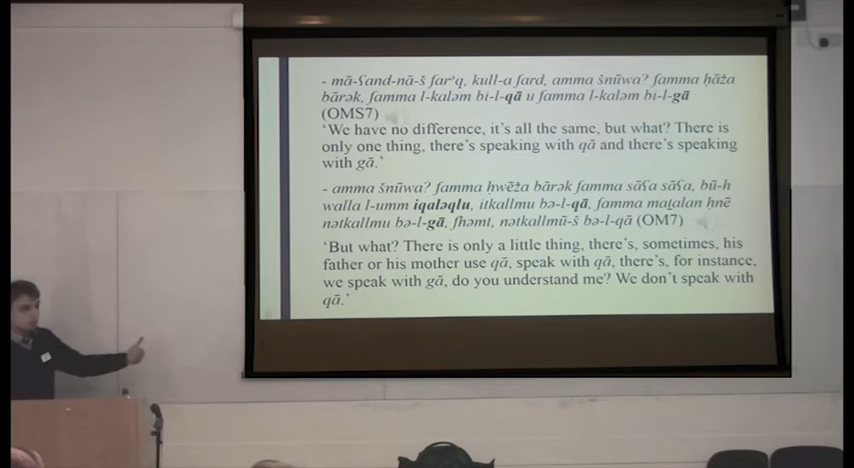 - mā-ʕand-nā-š farʾq, kull-a fard, amma šnūwa? famma ḥāža
bārək, famma l-kaləm bi-l-qā u famma l-kaləm bi-l-gā
(OMS7)
‘We have no difference, it’s all the same, but what? There is
only one thing, there’s speaking with qā and there’s speaking
with gā.’
- amma šnūwa? famma ḥwēža bārək famma sāʕa sāʕa, bū-h
walla l-umm iqaləqlu, itkallmu bə-l-qā, famma maṯalan ḥnē
nətkallmu bə-l-gā, fhəmt, nətkallmū-š bə-l-qā (OM7)
‘But what? There is only a little thing, there’s, sometimes, his
father or his mother use qā, speak with qā, there’s, for instance,
we speak with gā, do you understand me? We don’t speak with
qā.’